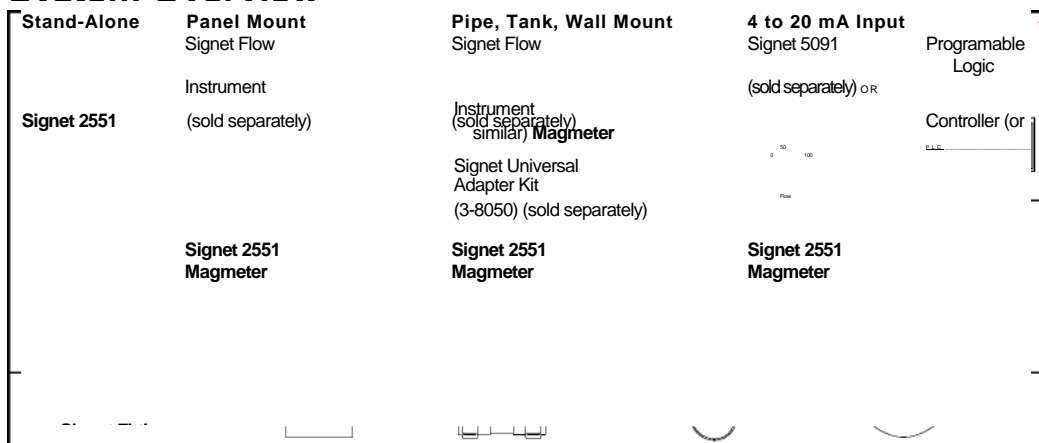 Stand-Alone Panel Mount Pipe, Tank, Wall Mount 4 to 20 mA Input
Signet Flow Signet Flow Signet 5091 Programable
Logic
Instrument (sold separately) OR
Instrument
Signet 2551 (sold separately) (sold separately) Controller (or
similar) Magmeter
PLC
50
0 100
Signet Universal
Adapter Kit
Flow
(3-8050) (sold separately)
Signet 2551 Signet 2551 Signet 2551
Magmeter Magmeter Magmeter